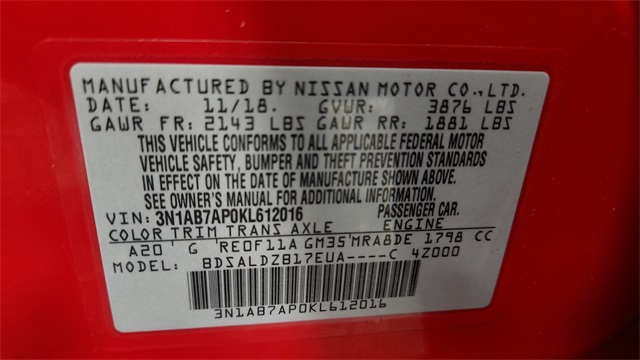 MANUFACTURED BY NISSAN MOTOR CO.,LTD.
DATE: 11/18. GVWR: 3876 LBS
GAWR FR: 2143 LBS GAWR RR: 1881 LBS
THIS VEHICLE CONFORMS TO ALL APPLICABLE FEDERAL MOTOR
VEHICLE SAFETY, BUMPER AND THEFT PREVENTION STANDARDS
IN EFFECT ON THE DATE OF MANUFACTURE SHOWN ABOVE.
SEE OWNER'S MANUAL FOR ADDITIONAL INFORMATION.
VIN: 3N1AB7AP0KL612016 PASSENGER CAR.
COLOR TRIM TRANS AXLE ENGINE
A20 G RE0F11A GM35 MRA8DE 1798 CC
MODEL: BDSALDZB17EUA----C 4Z000
3N1AB7AP0KL612016